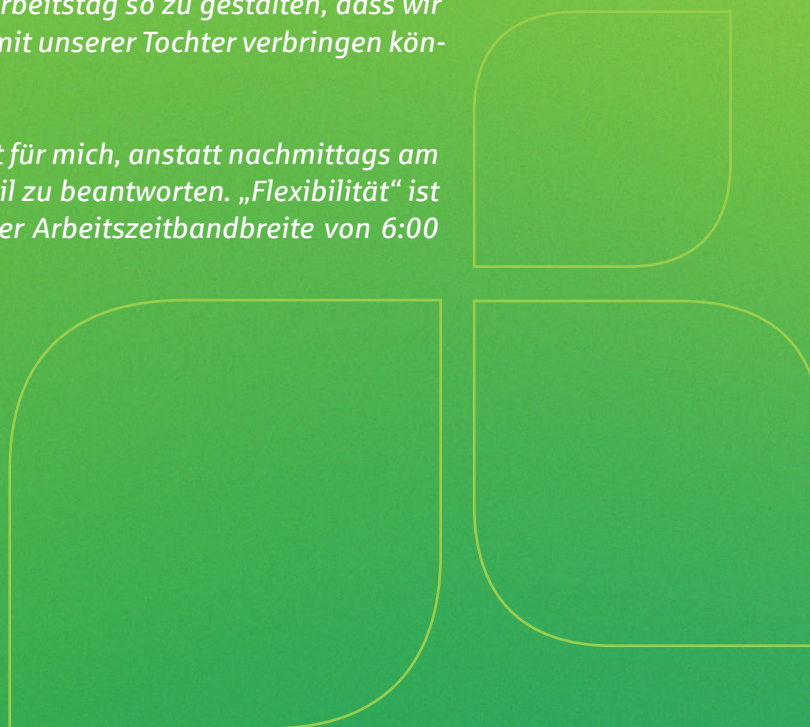 rbeitstag so zu gestalten, dass wir
mit unserer Tochter verbringen kön-
t für mich, anstatt nachmittags am
il zu beantworten. „Flexibilität“ ist
er Arbeitszeitbandbreite von 6:00